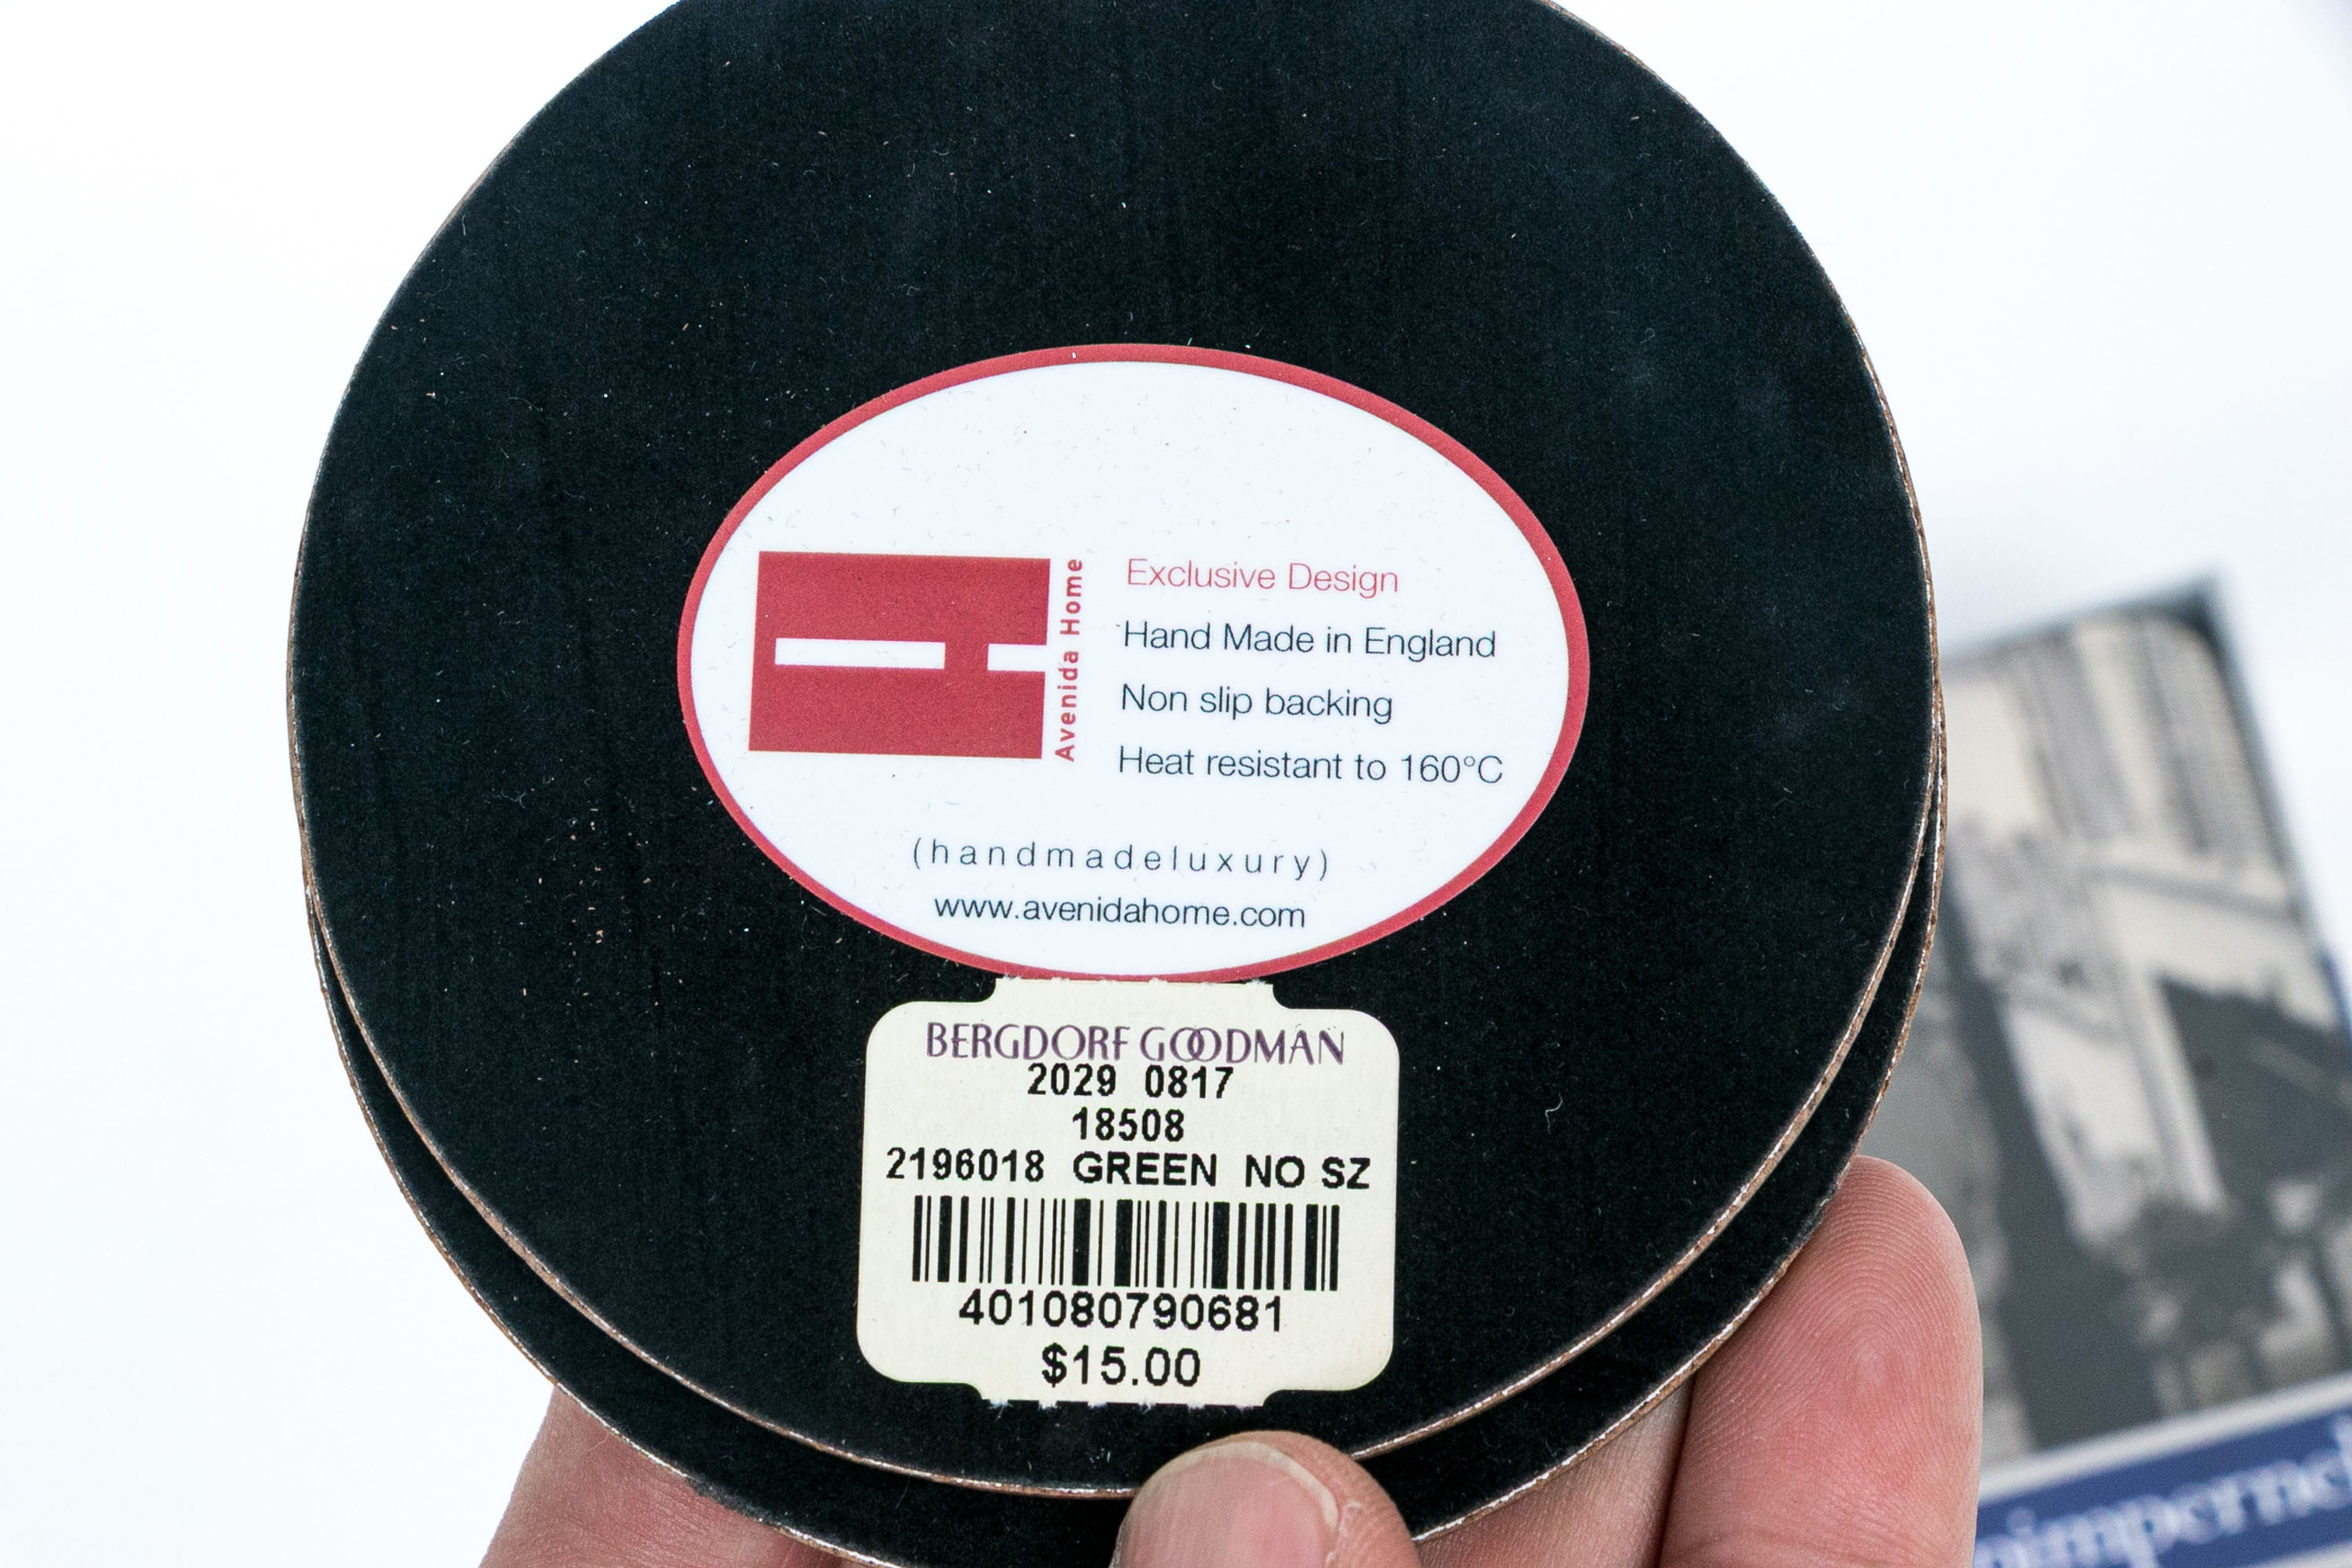 Avenida Home
Exclusive Design
Hand Made in England
Non slip backing
Heat resistant to 160°C
(handmadeluxury)
www.avenidahome.com
BERGDORF GOODMAN
2029 0817
18508
2196018 GREEN NO SZ
401080790681
$15.00